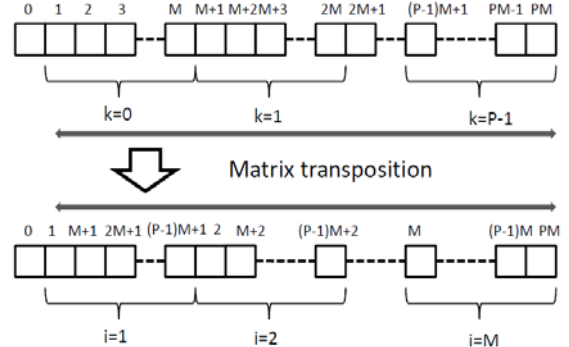 0 1 2 3 M M+1 M+2 M+3 2M 2M+1 (P-1)M+1 PM-1 PM
k=0 k=1 k=P-1
Matrix transposition
0 1 M+1 2M+1 (P-1)M+1 2 M+2 (P-1)M+2 M (P-1)M PM
i=1 i=2 i=M